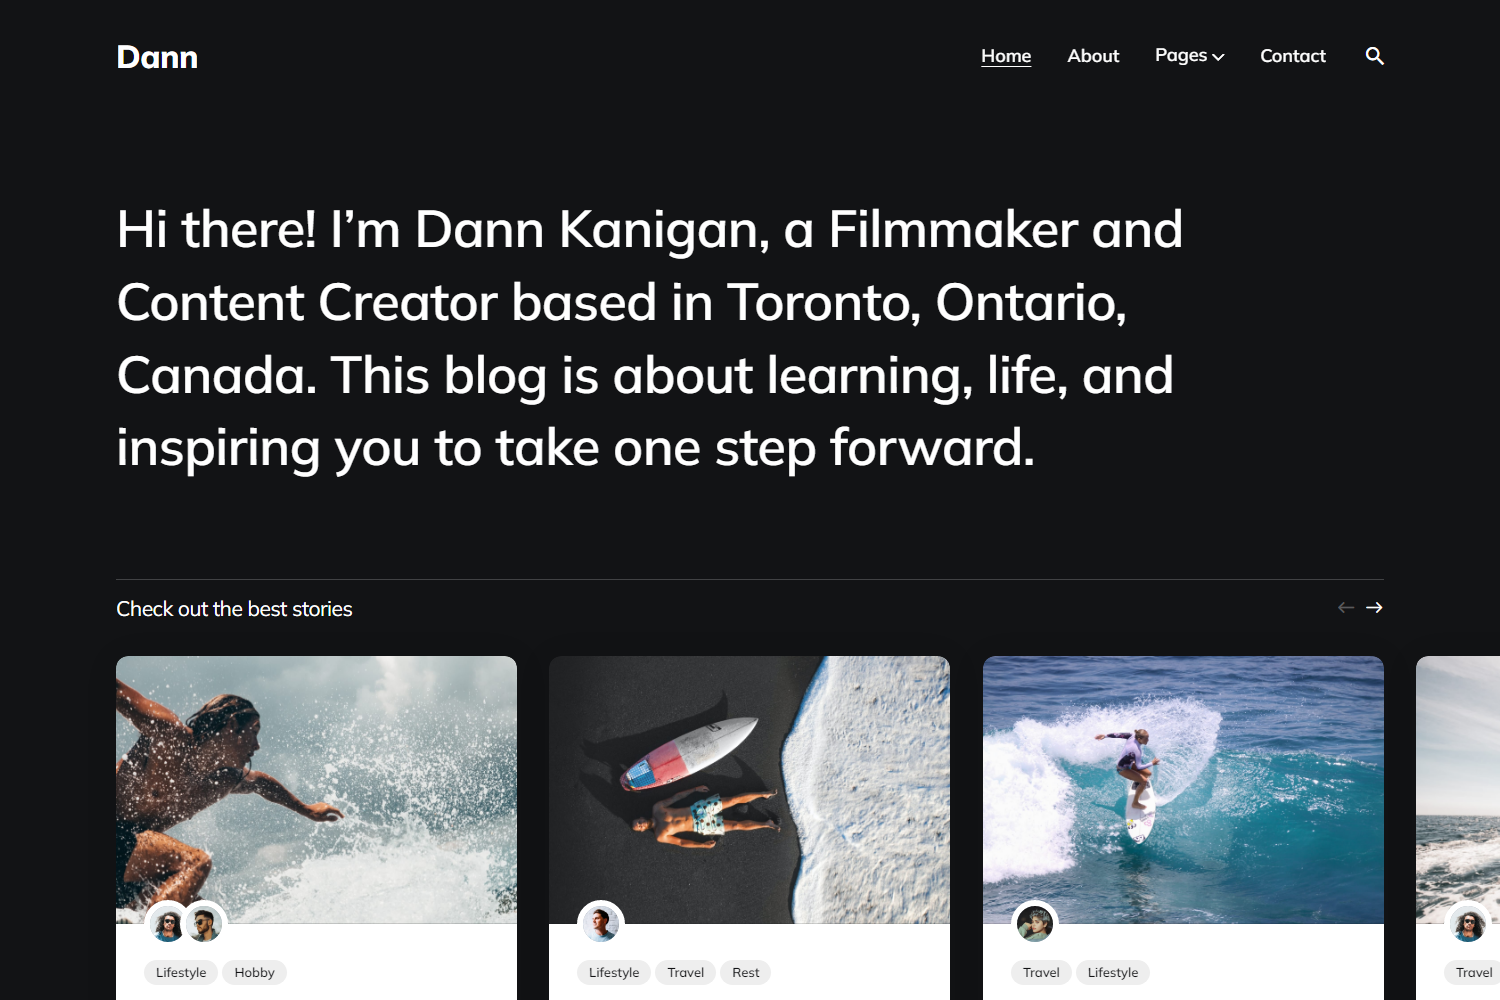 Dann
Home About Pages Contact
Hi there! I’m Dann Kanigan, a Filmmaker and
Content Creator based in Toronto, Ontario,
Canada. This blog is about learning, life, and
inspiring you to take one step forward.
Check out the best stories
Lifestyle Hobby
Lifestyle Travel Rest
Travel Lifestyle
Travel